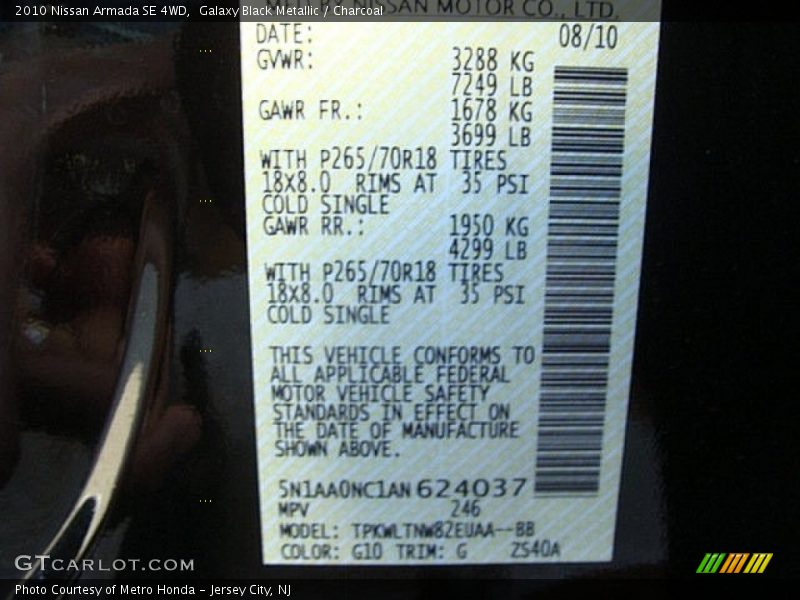 2010 Nissan Armada SE 4WD, Galaxy Black Metallic / Charcoal
NISSAN MOTOR CO., LTD.
DATE: 08/10
GVWR: 3288 KG
7249 LB
GAWR FR.: 1678 KG
3699 LB
WITH P265/70R18 TIRES
18X8.0 RIMS AT 35 PSI
COLD SINGLE
GAWR RR.: 1950 KG
4299 LB
WITH P265/70R18 TIRES
18X8.0 RIMS AT 35 PSI
COLD SINGLE
THIS VEHICLE CONFORMS TO
ALL APPLICABLE FEDERAL
MOTOR VEHICLE SAFETY
STANDARDS IN EFFECT ON
THE DATE OF MANUFACTURE
SHOWN ABOVE.
5N1AA0NC1AN624037
MPV 246
MODEL: TPKWLTNW82EUAA--BB
COLOR: G10 TRIM: G ZS40A
GTCARLOT.COM
Photo Courtesy of Metro Honda - Jersey City, NJ